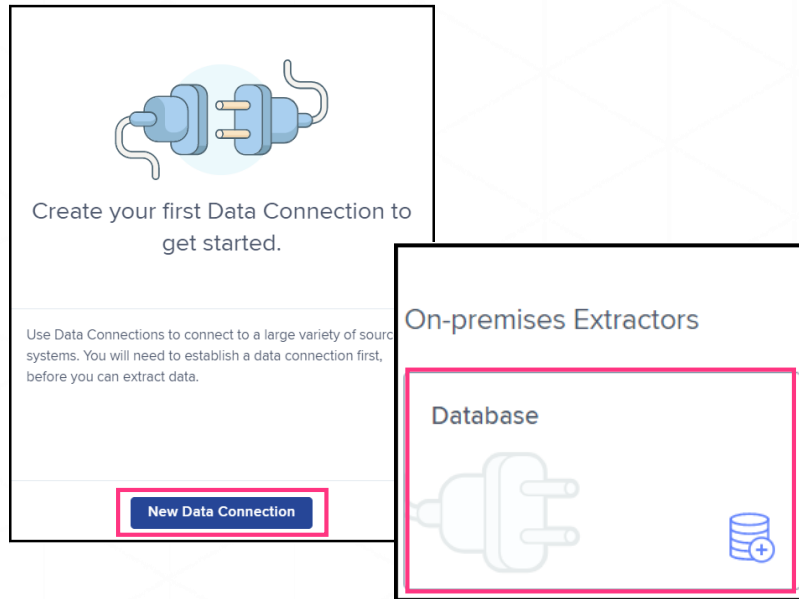 Create your first Data Connection to
get started.
Use Data Connections to connect to a large variety of sourc
systems. You will need to establish a data connection first,
before you can extract data.
New Data Connection
On-premises Extractors
Database